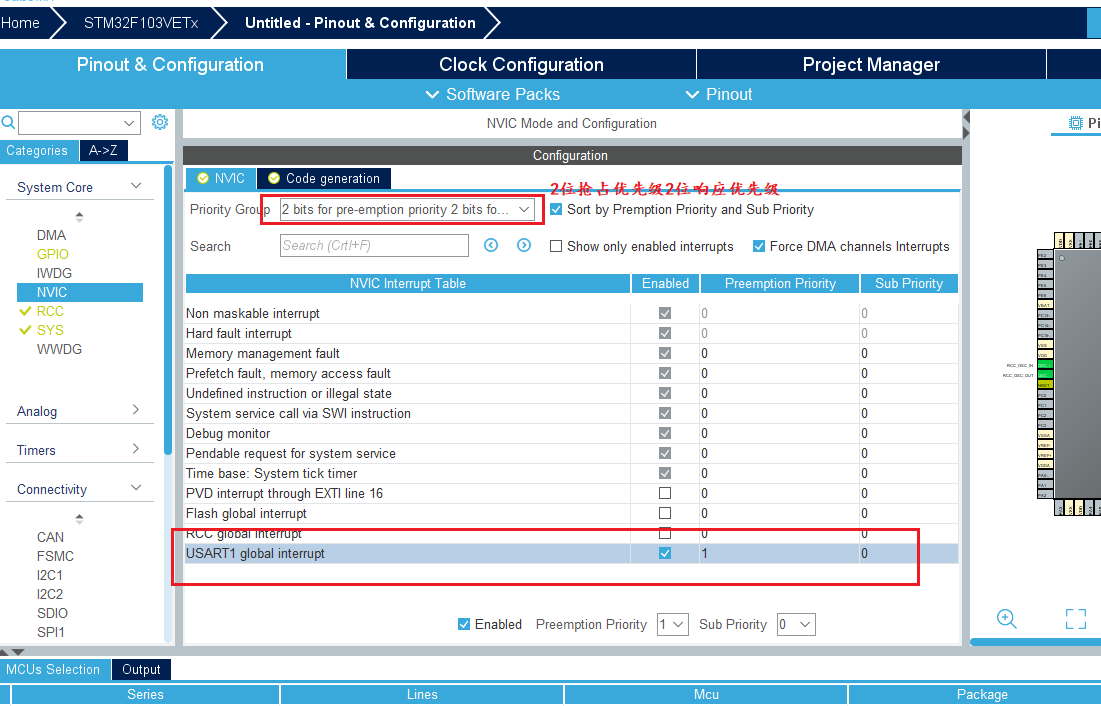 Home STM32F103VETx Untitled - Pinout & Configuration
Pinout & Configuration Clock Configuration Project Manager
Software Packs Pinout
NVIC Mode and Configuration
Categories A->Z
System Core
DMA
GPIO
IWDG
NVIC
RCC
SYS
WWDG
Analog
Timers
Connectivity
CAN
FSMC
I2C1
I2C2
SDIO
SPI1
Configuration
NVIC Code generation
2位抢占优先级2位响应优先级
Priority Group 2 bits for pre-emption priority 2 bits fo... Sort by Premption Priority and Sub Priority
Search Search (Crtl+F) Show only enabled interrupts Force DMA channels Interrupts
NVIC Interrupt Table Enabled Preemption Priority Sub Priority
Non maskable interrupt 0 0
Hard fault interrupt 0 0
Memory management fault 0 0
Prefetch fault, memory access fault 0 0
Undefined instruction or illegal state 0 0
System service call via SWI instruction 0 0
Debug monitor 0 0
Pendable request for system service 0 0
Time base: System tick timer 0 0
PVD interrupt through EXTI line 16 0 0
Flash global interrupt 0 0
RCC global interrupt 0 0
USART1 global interrupt 1 0
Enabled Preemption Priority 1 Sub Priority 0
Pi
RCC_OSC_IN
RCC_OSC_OUT
MCUs Selection Output
Series Lines Mcu Package